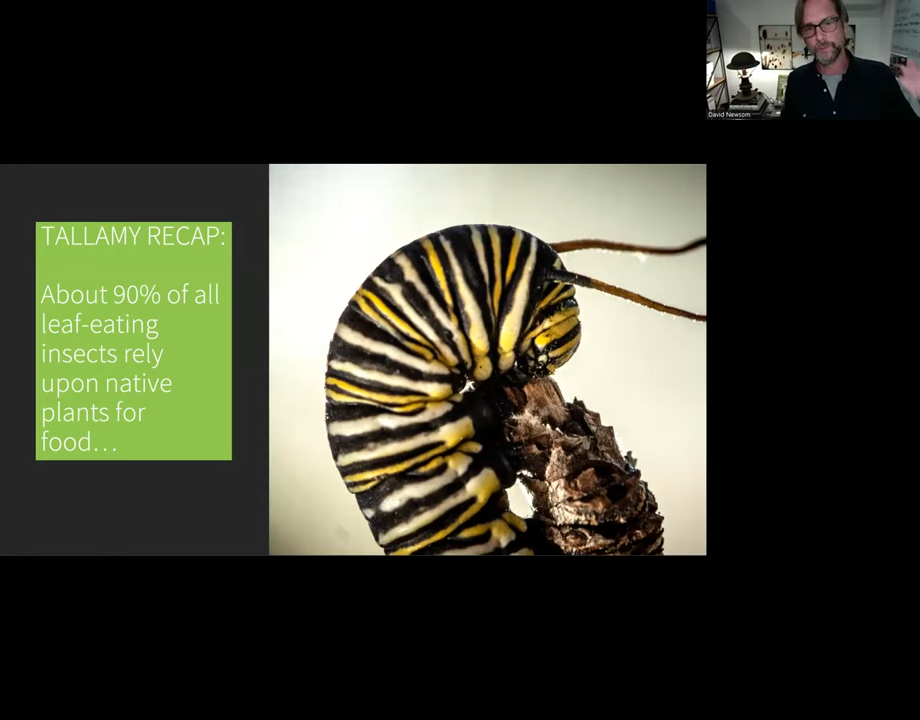 David Newsom
TALLAMY RECAP:
About 90% of all
leaf-eating
insects rely
upon native
plants for
food…